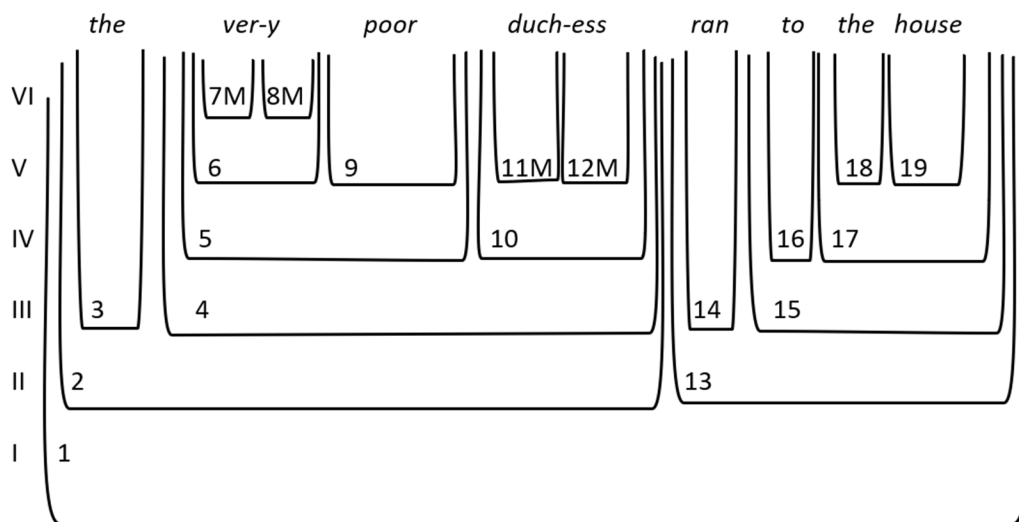 the ver-y poor duch-ess ran to the house
VI 7M 8M
V 6 9 11M 12M 18 19
IV 5 10 16 17
III 3 4 14 15
II 2 13
I 1